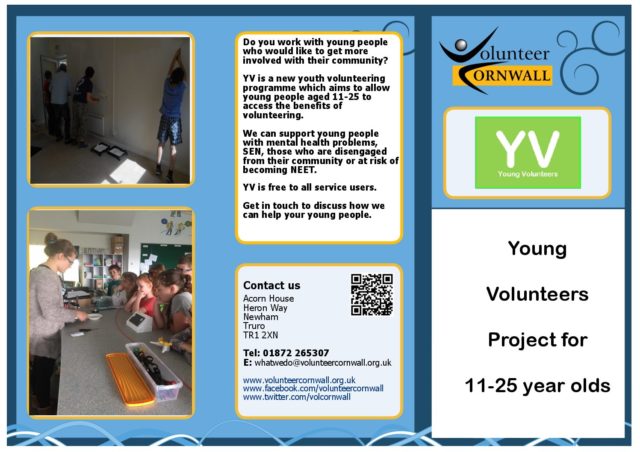 Do you work with young people
who would like to get more
involved with their community?
YV is a new youth volunteering
programme which aims to allow
young people aged 11-25 to
access the benefits of
volunteering.
We can support young people
with mental health problems,
SEN, those who are disengaged
from their community or at risk of
becoming NEET.
YV is free to all service users.
Get in touch to discuss how we
can help your young people.
Contact us
Acorn House
Heron Way
Newham
Truro
TR1 2XN
Tel: 01872 265307
E: whatwedo@volunteercornwall.org.uk
www.volunteercornwall.org.uk
www.facebook.com/volunteercornwall
www.twitter.com/volcornwall
Volunteer
CORNWALL
YV
Young Volunteers
Young
Volunteers
Project for
11-25 year olds